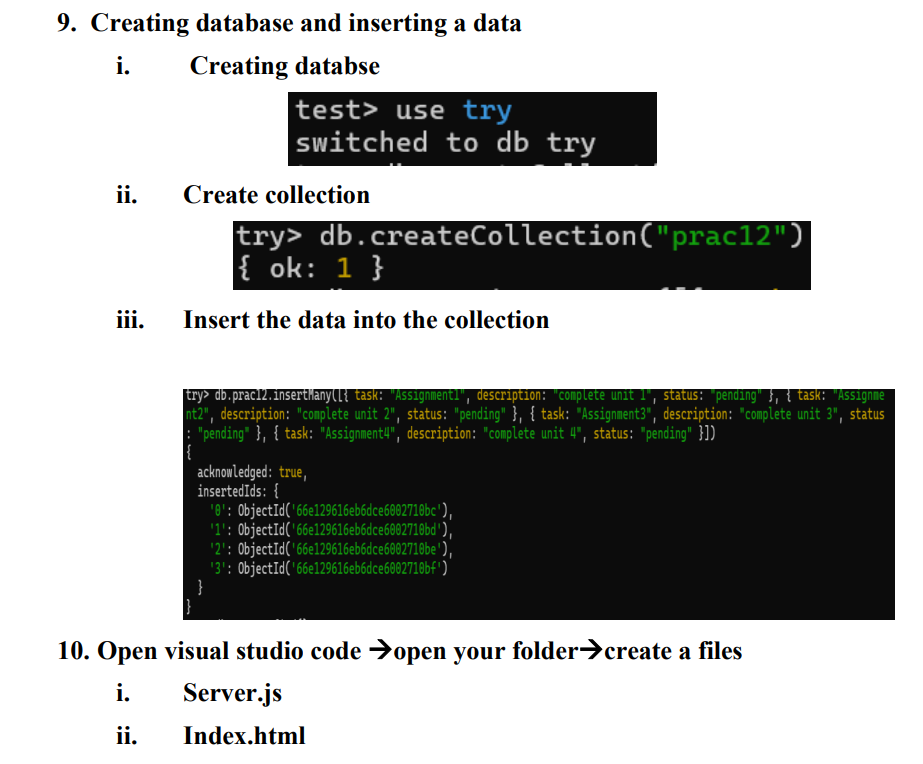 9. Creating database and inserting a data
i. Creating databse
test> use try
switched to db try
ii. Create collection
try> db.createCollection("prac12")
{ ok: 1 }
iii. Insert the data into the collection
try> db.prac12.insertMany([{ task: "Assignment1", description: "complete unit 1", status: "pending" }, { task: "Assignme
nt2", description: "complete unit 2", status: "pending" }, { task: "Assignment3", description: "complete unit 3", status
: "pending" }, { task: "Assignment4", description: "complete unit 4", status: "pending" }])
{
acknowledged: true,
insertedIds: {
'0': ObjectId('66e129616eb6dce6002710bc'),
'1': ObjectId('66e129616eb6dce6002710bd'),
'2': ObjectId('66e129616eb6dce6002710be'),
'3': ObjectId('66e129616eb6dce6002710bf')
}
}
10. Open visual studio code →open your folder→create a files
i. Server.js
ii. Index.html